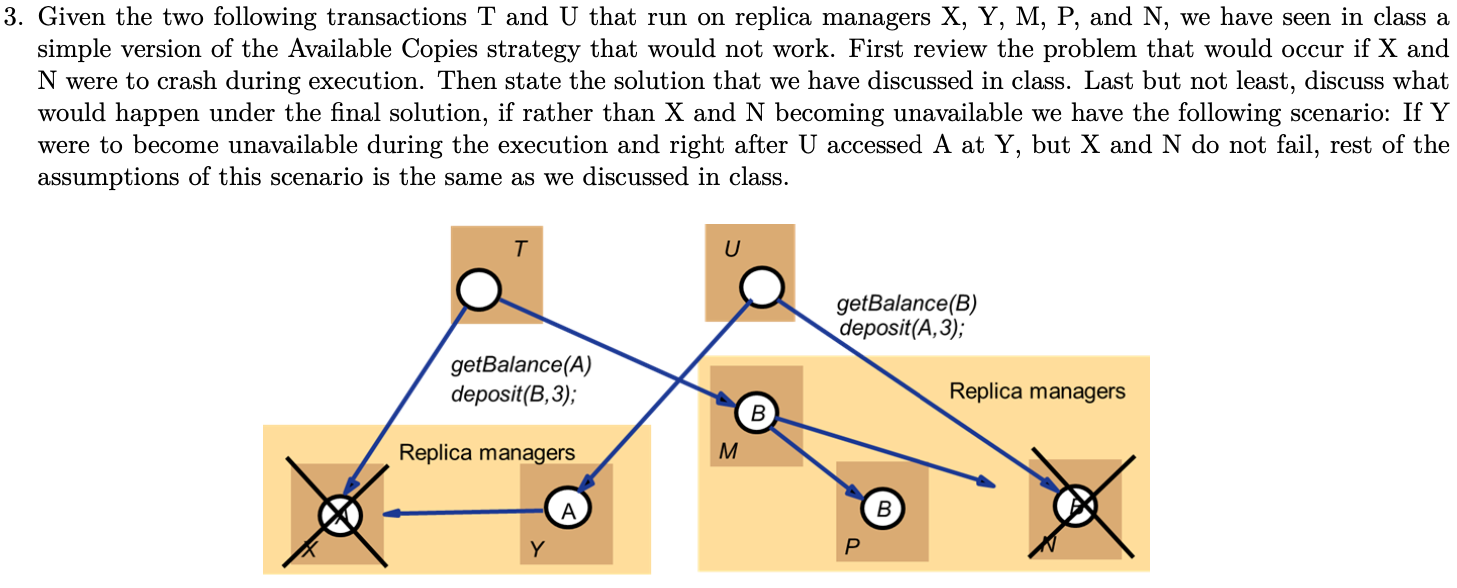 3. Given the two following transactions T and U that run on replica managers X, Y, M, P, and N, we have seen in class a
simple version of the Available Copies strategy that would not work. First review the problem that would occur if X and
N were to crash during execution. Then state the solution that we have discussed in class. Last but not least, discuss what
would happen under the final solution, if rather than X and N becoming unavailable we have the following scenario: If Y
were to become unavailable during the execution and right after U accessed A at Y, but X and N do not fail, rest of the
assumptions of this scenario is the same as we discussed in class.
T
U
getBalance(B)
deposit(A,3);
getBalance(A)
deposit(B,3);
Replica managers
B
Replica managers
M
A
A
B
B
X
Y
P
N